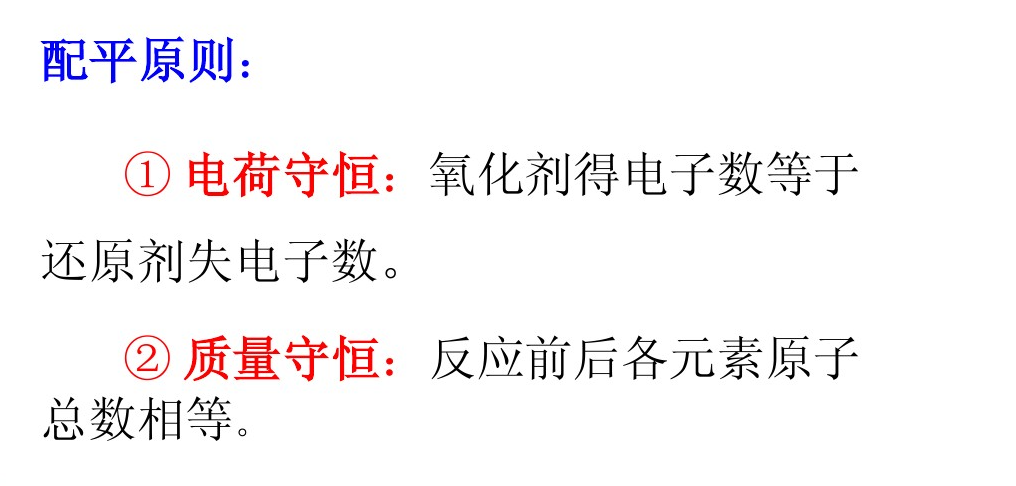 配平原则：
① 电荷守恒：氧化剂得电子数等于
还原剂失电子数。
② 质量守恒：反应前后各元素原子
总数相等。